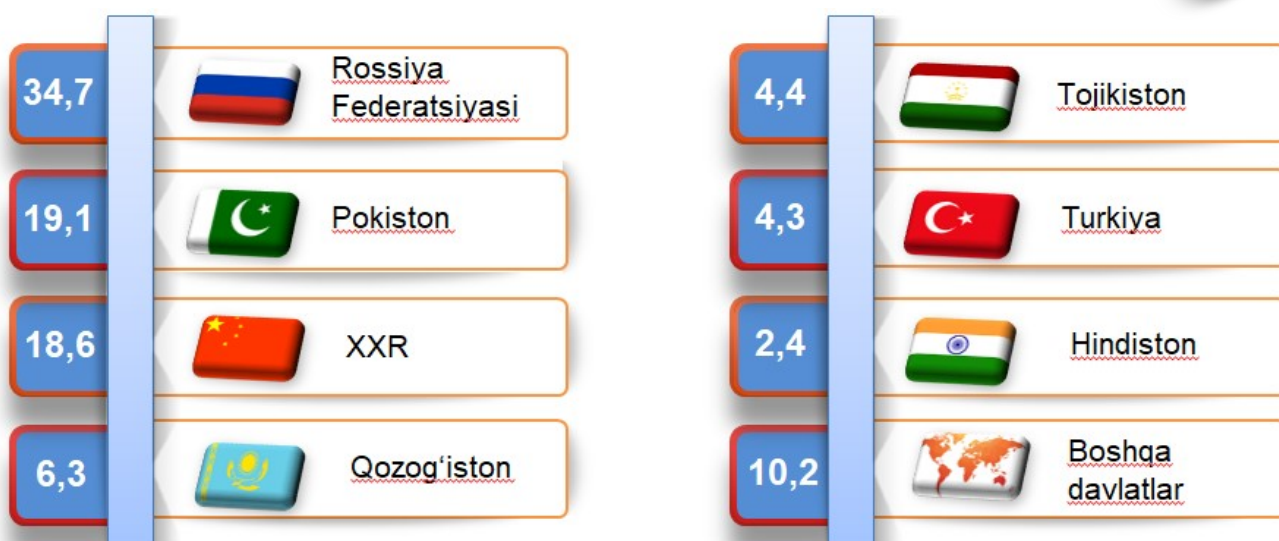 34,7
Rossiya
Federatsiyasi
19,1
Pokiston
18,6
XXR
6,3
Qozog‘iston
4,4
Tojikiston
4,3
Turkiya
2,4
Hindiston
10,2
Boshqa
davlatlar